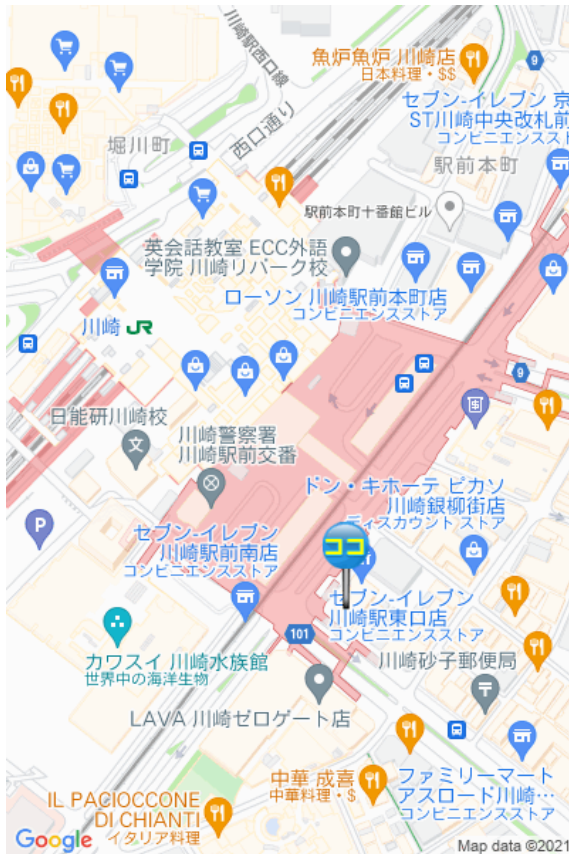 川崎駅西口線
魚炉魚炉 川崎店
日本料理・$$
9
セブン-イレブン 京
ST川崎中央改札前
コンビニエンススト
西口通り
堀川町
駅前本町
駅前本町十番館ビル
英会話教室 ECC外語
学院 川崎リバーク校
ローソン 川崎駅前本町店
コンビニエンスストア
川崎 JR
9
日能研川崎校
文
川崎警察署
川崎駅前交番
ドン・キホーテ ピカソ
川崎銀柳街店
ディスカウント ストア
ココ
P
セブン-イレブン
川崎駅前南店
コンビニエンスストア
セブン-イレブン
川崎駅東口店
コンビニエンスストア
101
カワスイ 川崎水族館
世界中の海洋生物
川崎砂子郵便局
LAVA 川崎ゼロゲート店
中華 成喜
中華料理・$
ファミリーマート
アスロード川崎…
コンビニエンスストア
IL PACIOCCONE
DI CHIANTI
イタリア料理
Google
Map data ©2021